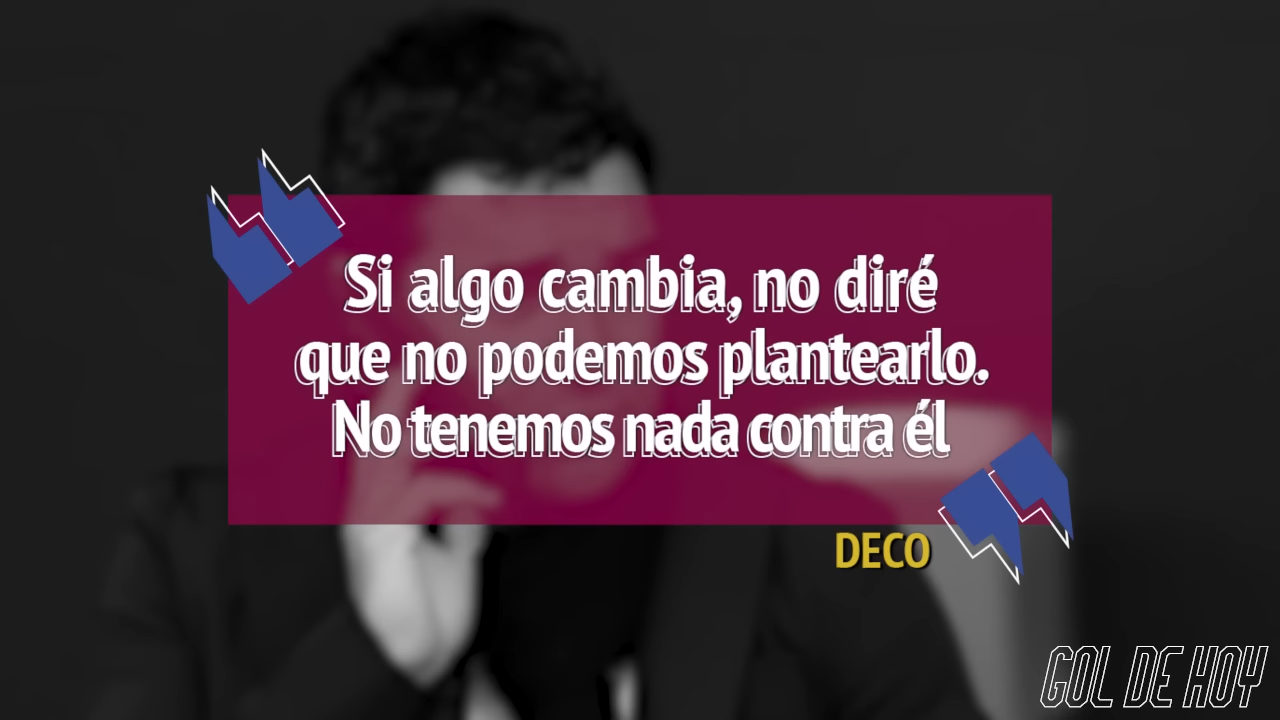 Si algo cambia, no diré
que no podemos plantearlo.
No tenemos nada contra él
DECO
GOL DE HOY